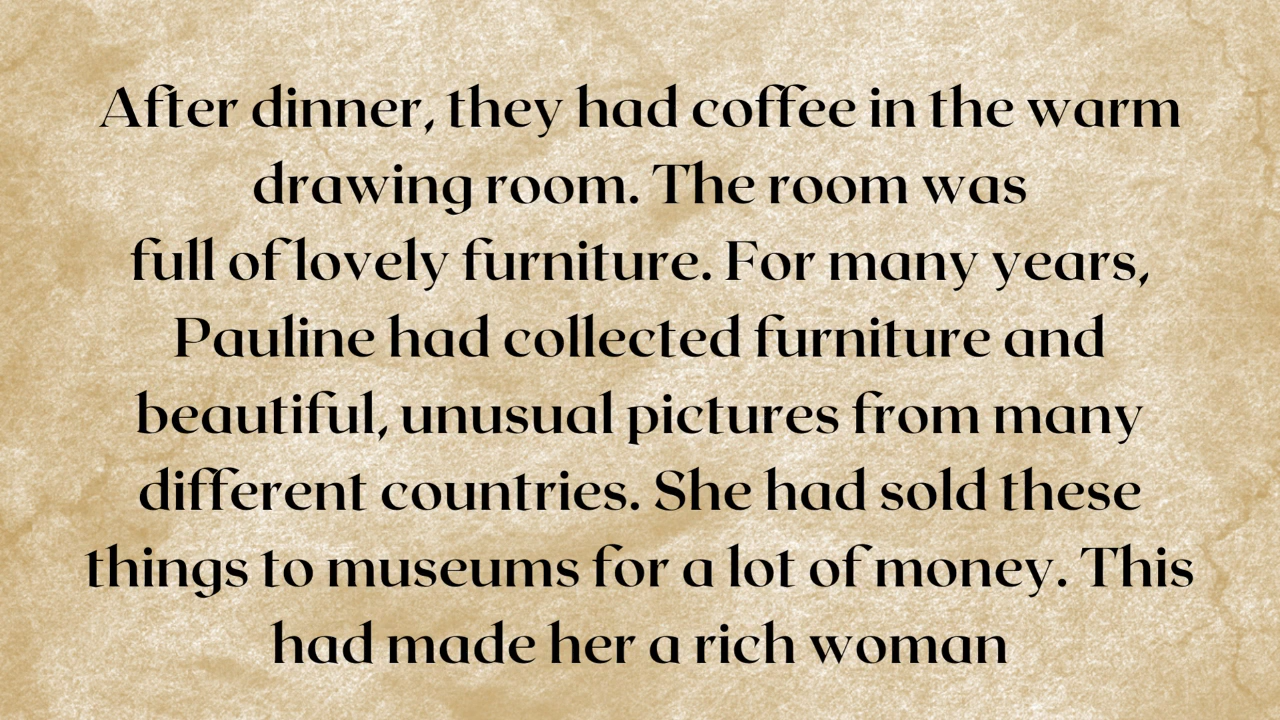 After dinner, they had coffee in the warm
drawing room. The room was
full of lovely furniture. For many years,
Pauline had collected furniture and
beautiful, unusual pictures from many
different countries. She had sold these
things to museums for a lot of money. This
had made her a rich woman